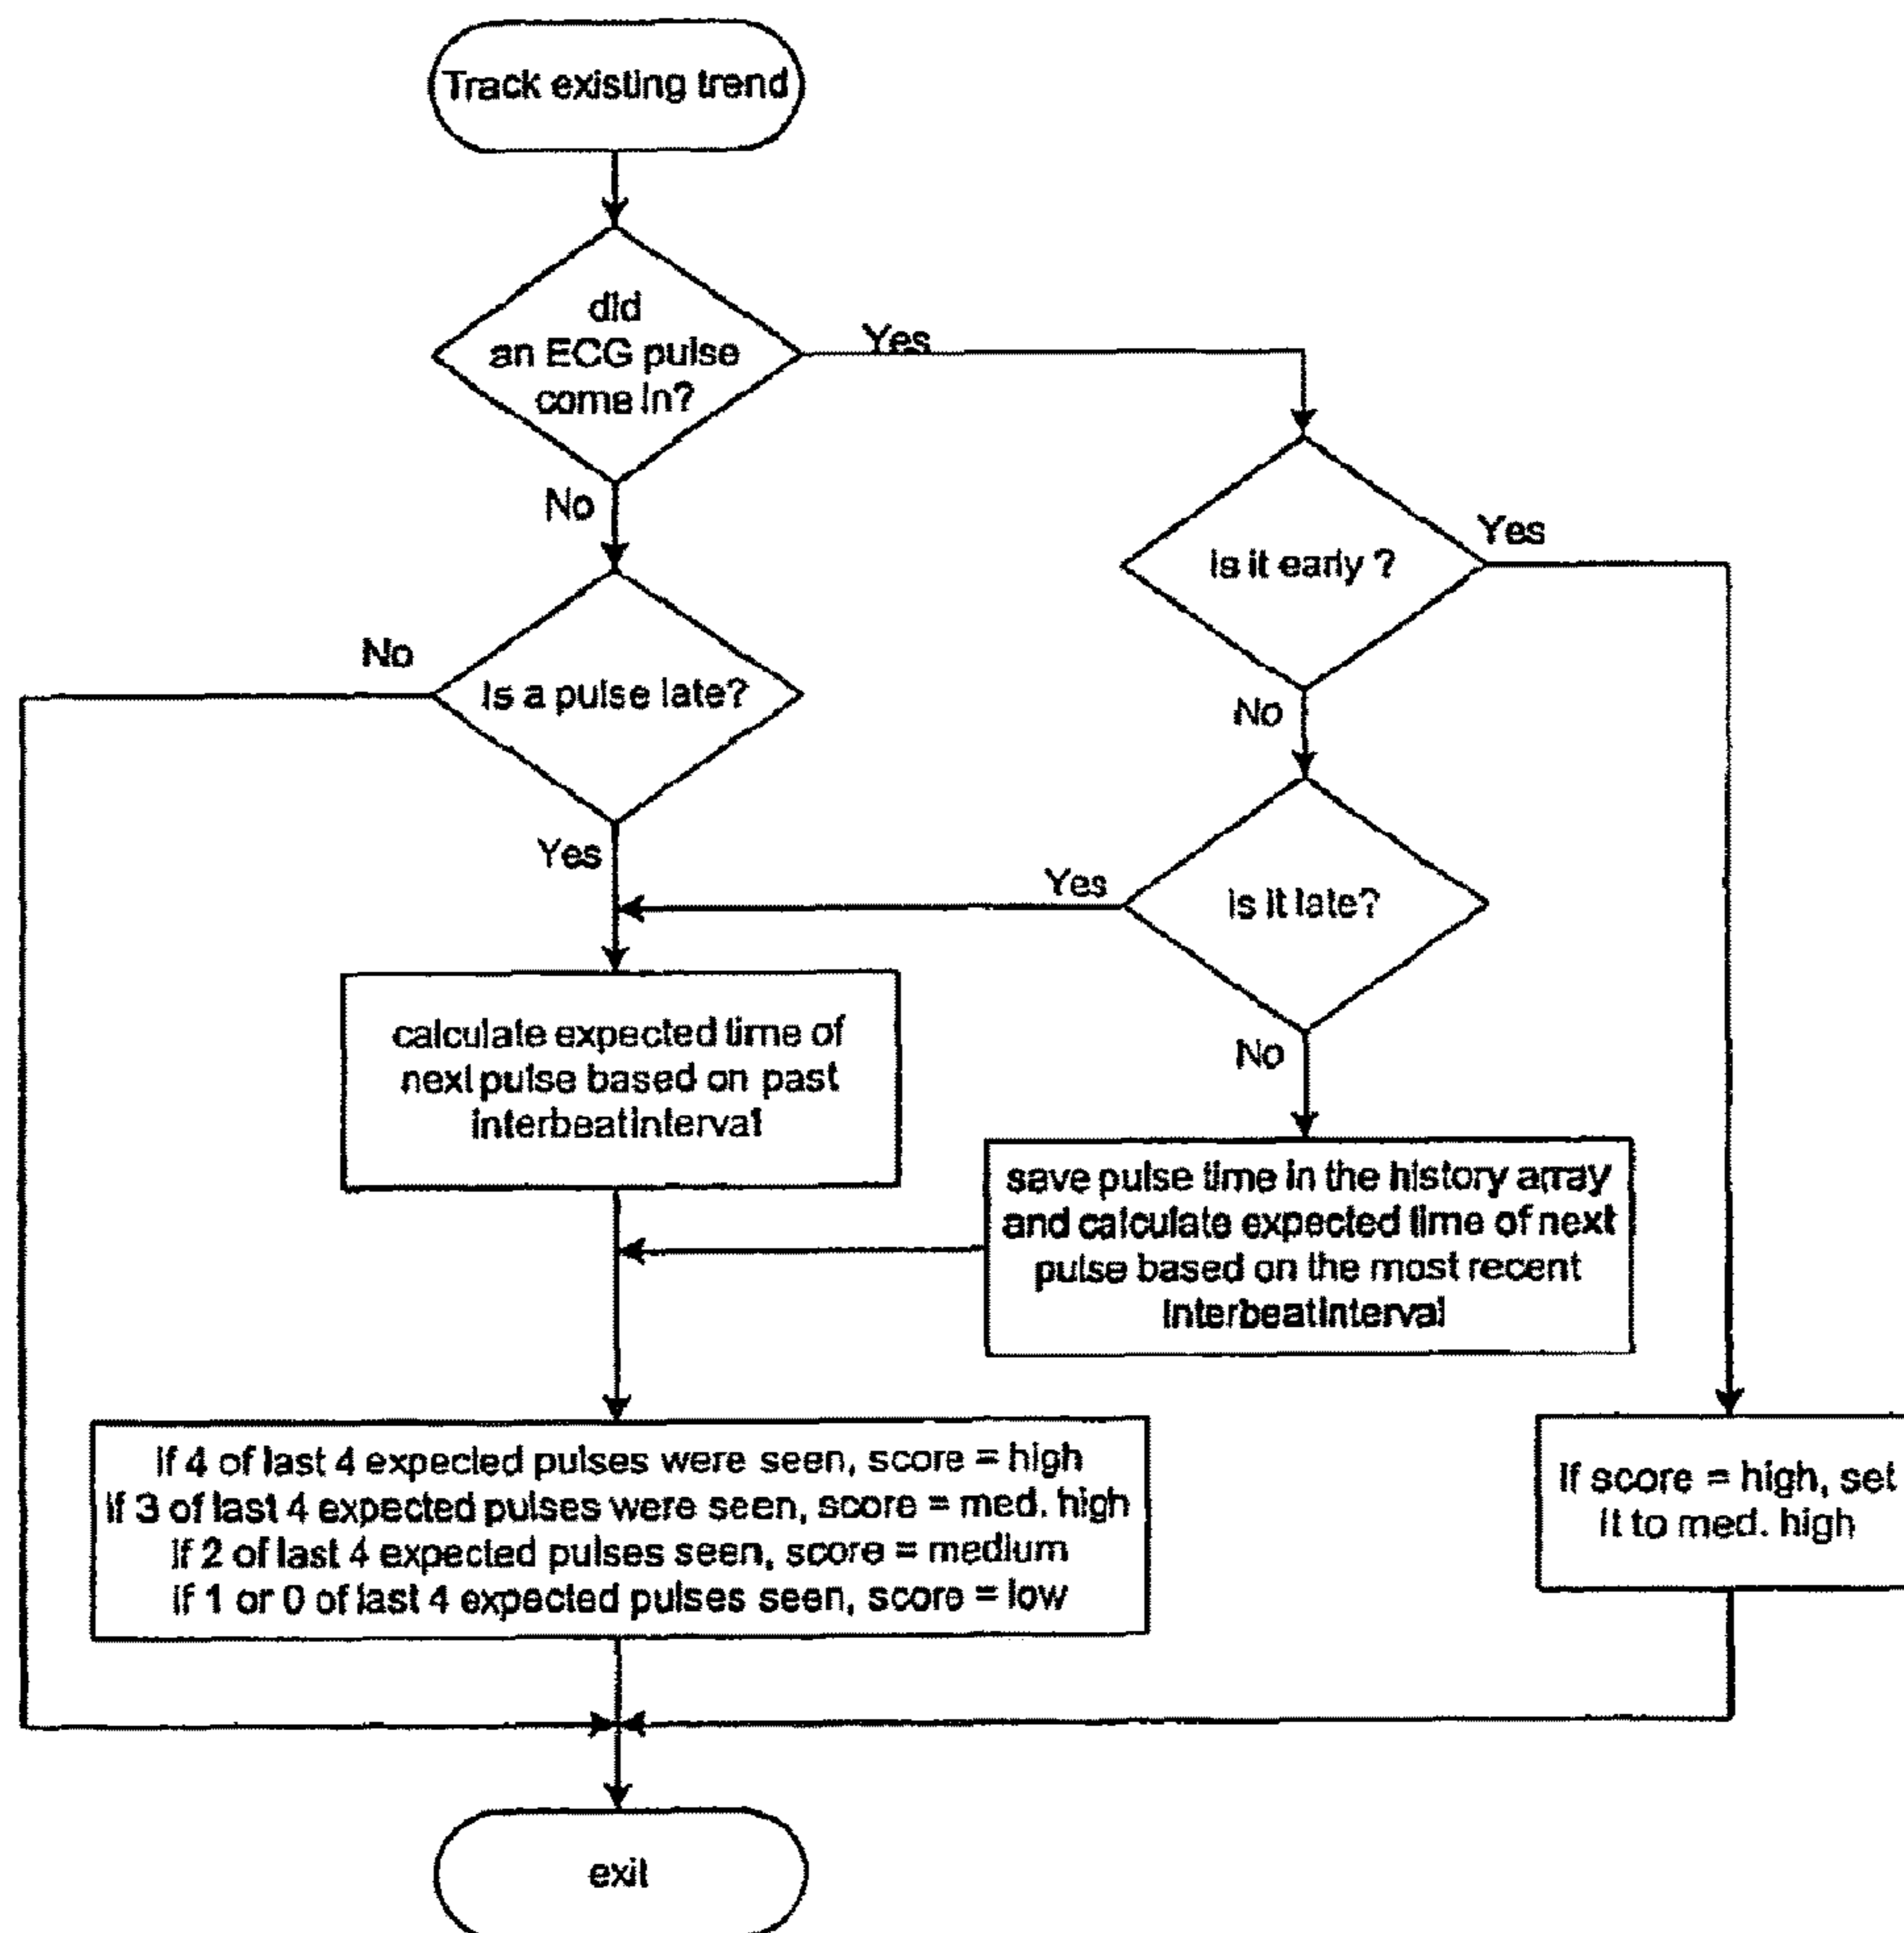 Track existing trend
did
an ECG pulse
come in?
Yes
No
is it early ?
Yes
No
is a pulse late?
No
Yes
Yes
is it late?
No
calculate expected time of
next pulse based on past
interbeatinterval
save pulse time in the history array
and calculate expected time of next
pulse based on the most recent
interbeatinterval
if 4 of last 4 expected pulses were seen, score = high
if 3 of last 4 expected pulses were seen, score = med. high
if 2 of last 4 expected pulses seen, score = medium
if 1 or 0 of last 4 expected pulses seen, score = low
if score = high, set
it to med. high
exit